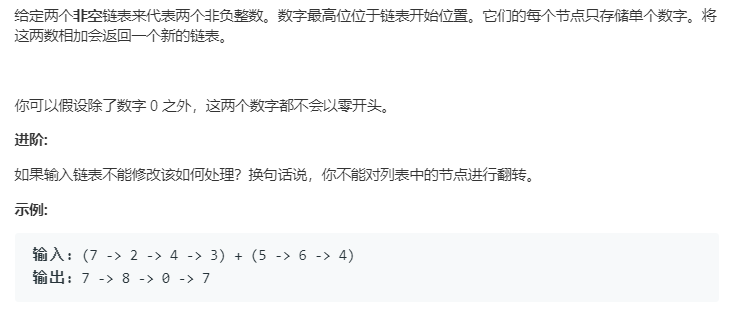 给定两个非空链表来代表两个非负整数。数字最高位位于链表开始位置。它们的每个节点只存储单个数字。将
这两数相加会返回一个新的链表。
你可以假设除了数字 0 之外，这两个数字都不会以零开头。
进阶:
如果输入链表不能修改该如何处理？换句话说，你不能对列表中的节点进行翻转。
示例:
输入: (7 -> 2 -> 4 -> 3) + (5 -> 6 -> 4)
输出: 7 -> 8 -> 0 -> 7